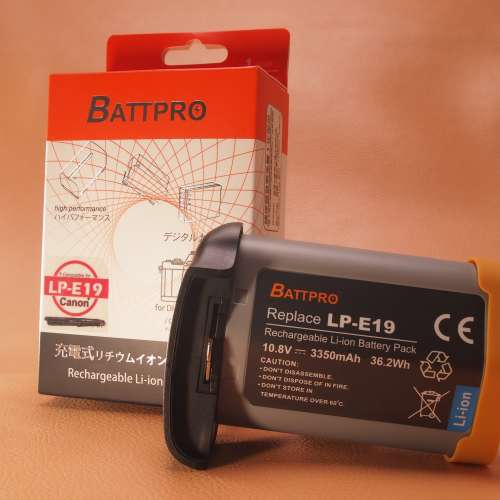 BATTPRO
high performance
ハイパフォーマンス
デジタル
for Di
Compatible for
LP-E19
Canon
充電式リチウムイオン
Rechargeable Li-ion
BATTPRO
Replace LP-E19
Rechargeable Li-ion Battery Pack
10.8V 3350mAh 36.2Wh
CAUTION:
• DON'T DISASSEMBLE.
• DON'T DISPOSE OF IN FIRE.
• DON'T STORE IN
TEMPERATURE OVER 60°C.
CE
Li-ion